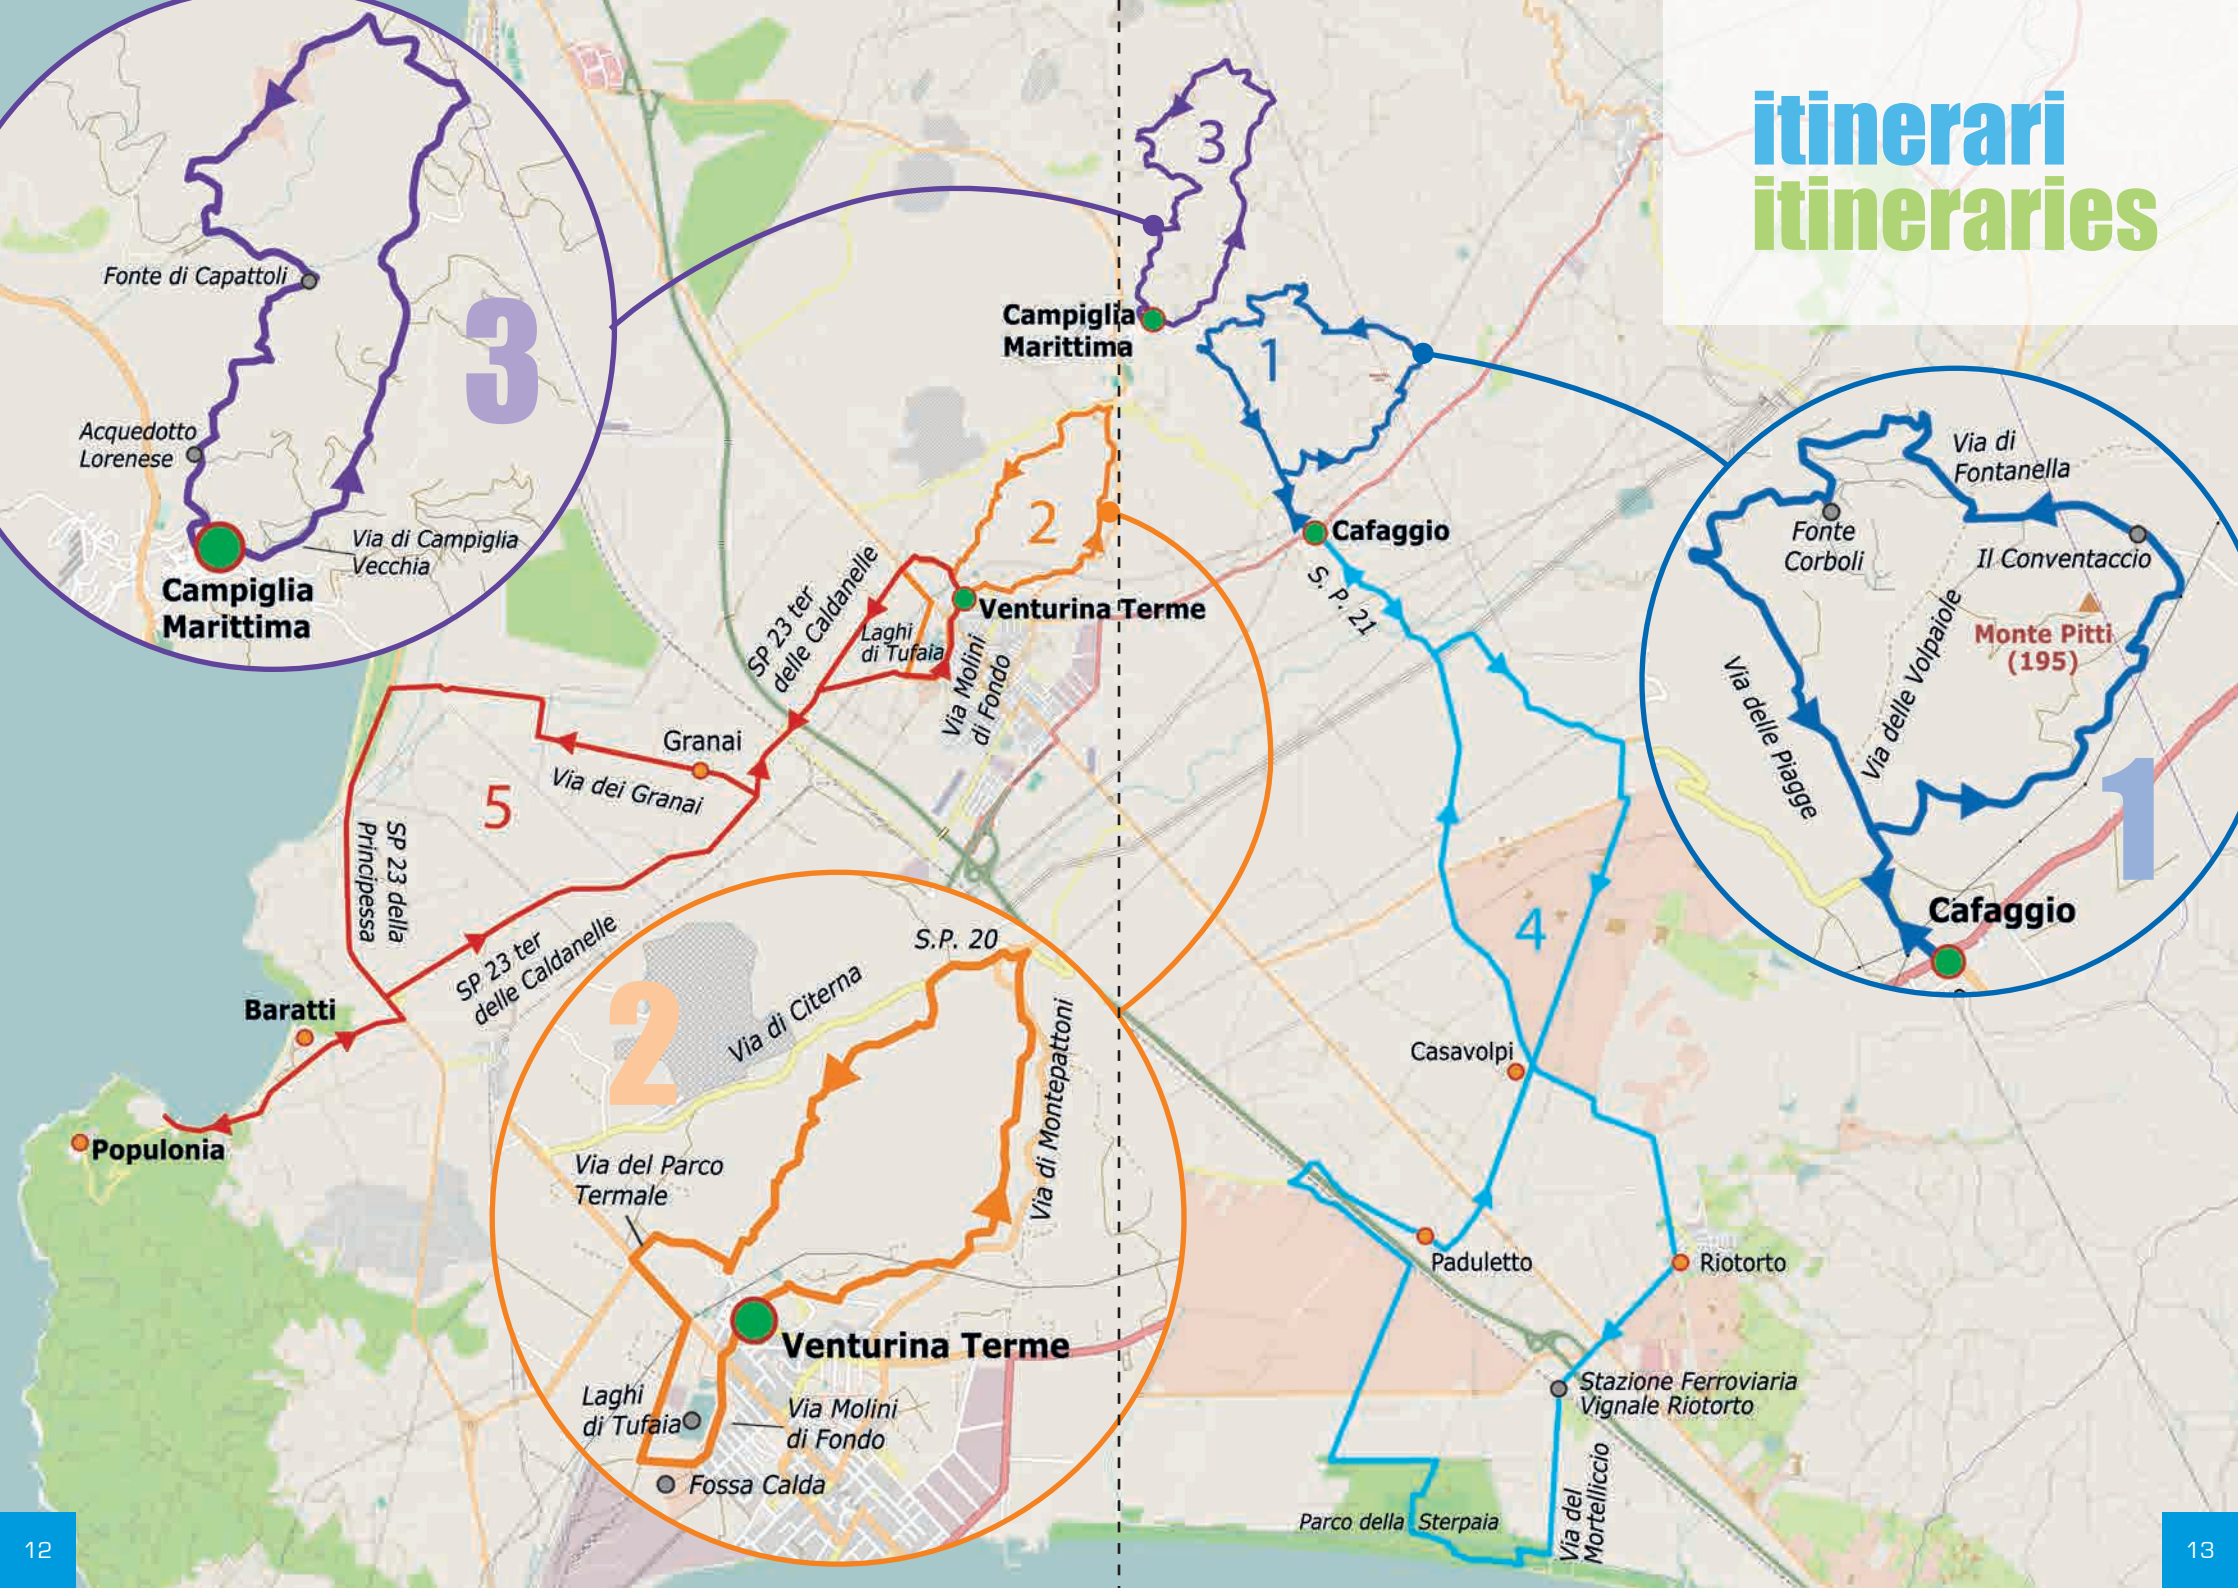 itinerari
itineraries
3
Fonte di Capattoli
Acquedotto
Lorenese
Via di Campiglia
Vecchia
Campiglia
Marittima
3
Campiglia
Marittima
1
Cafaggio
S. P. 21
2
Venturina Terme
SP 23 ter
delle Caldanelle
Laghi
di Tufaia
Via Molini
di Fondo
Granai
Via dei Granai
5
SP 23 della
Principessa
SP 23 ter
delle Caldanelle
Baratti
Populonia
2
S.P. 20
Via di Citerna
Via di Montepattoni
Via del Parco
Termale
Venturina Terme
Laghi
di Tufaia
Via Molini
di Fondo
Fossa Calda
4
Casavolpi
Paduletto
Riotorto
Stazione Ferroviaria
Vignale Riotorto
Via del
Mortelliccio
Parco della Sterpaia
Via di
Fontanella
Fonte
Corboli
Il Conventaccio
Monte Pitti
(195)
Via delle Volpaiole
Via delle Piagge
1
Cafaggio
12
13